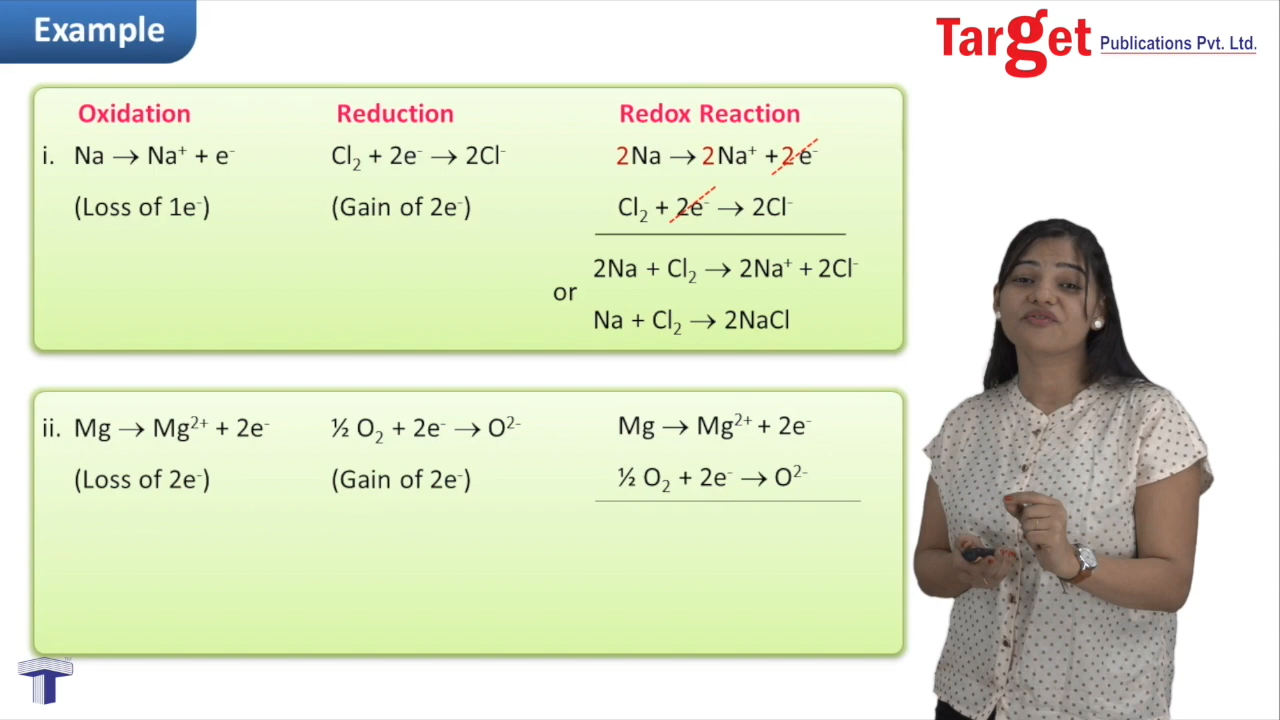 Example
Target Publications Pvt. Ltd.
Oxidation Reduction Redox Reaction
i. Na → Na⁺ + e⁻ Cl₂ + 2e⁻ → 2Cl⁻ 2Na → 2Na⁺ + 2e⁻
(Loss of 1e⁻) (Gain of 2e⁻) Cl₂ + 2e⁻ → 2Cl⁻
2Na + Cl₂ → 2Na⁺ + 2Cl⁻
or
Na + Cl₂ → 2NaCl
ii. Mg → Mg²⁺ + 2e⁻ ½ O₂ + 2e⁻ → O²⁻ Mg → Mg²⁺ + 2e⁻
(Loss of 2e⁻) (Gain of 2e⁻) ½ O₂ + 2e⁻ → O²⁻